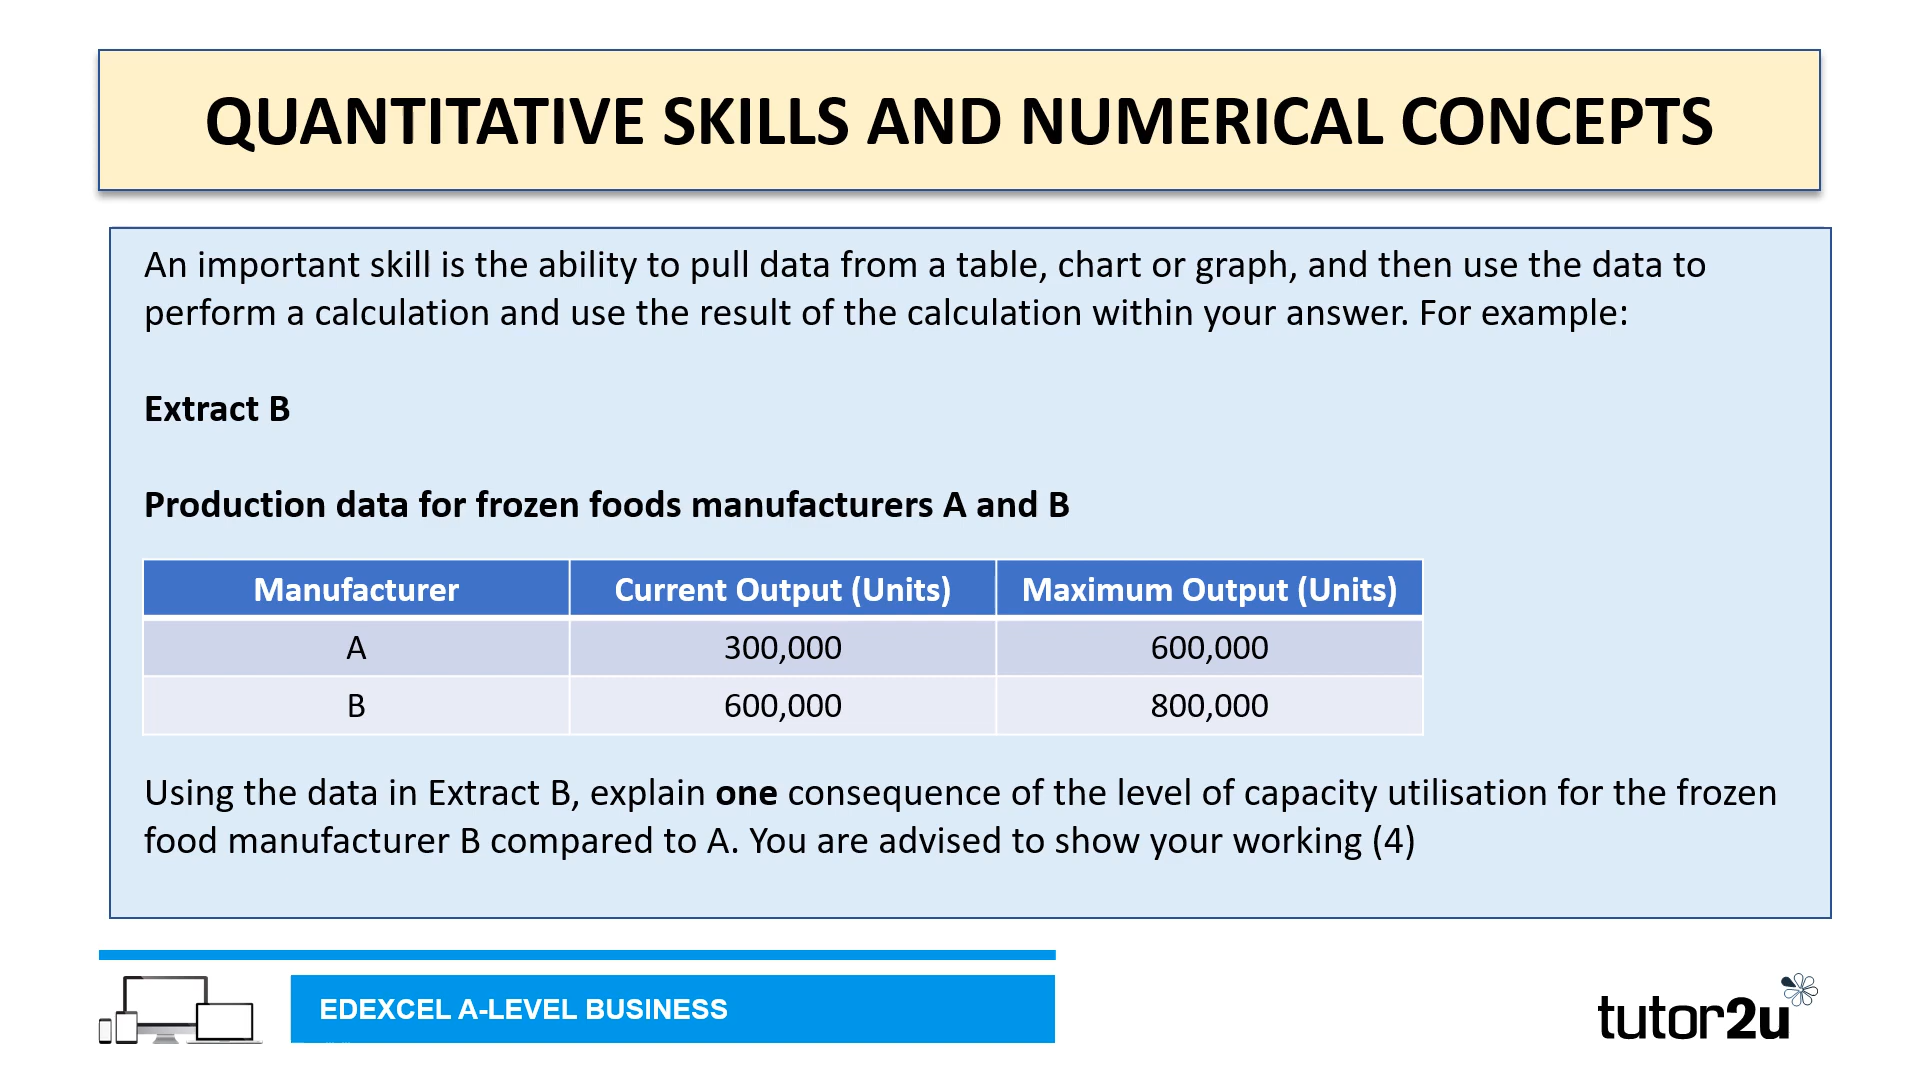 QUANTITATIVE SKILLS AND NUMERICAL CONCEPTS
An important skill is the ability to pull data from a table, chart or graph, and then use the data to
perform a calculation and use the result of the calculation within your answer. For example:
Extract B
Production data for frozen foods manufacturers A and B
Manufacturer Current Output (Units) Maximum Output (Units)
A 300,000 600,000
B 600,000 800,000
Using the data in Extract B, explain one consequence of the level of capacity utilisation for the frozen
food manufacturer B compared to A. You are advised to show your working (4)
EDEXCEL A-LEVEL BUSINESS
tutor2u